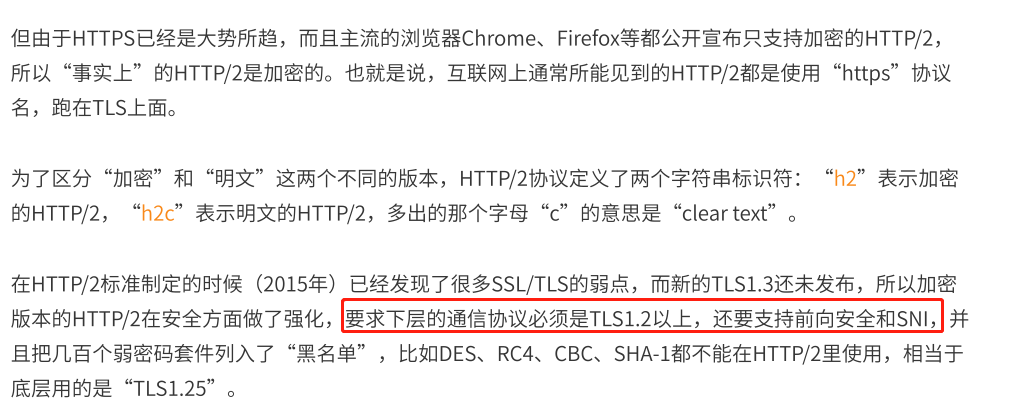 但由于HTTPS已经是大势所趋，而且主流的浏览器Chrome、Firefox等都公开宣布只支持加密的HTTP/2，
所以“事实上”的HTTP/2是加密的。也就是说，互联网上通常所能见到的HTTP/2都是使用“https”协议
名，跑在TLS上面。
为了区分“加密”和“明文”这两个不同的版本，HTTP/2协议定义了两个字符串标识符：“h2”表示加密
的HTTP/2，“h2c”表示明文的HTTP/2，多出的那个字母“c”的意思是“clear text”。
在HTTP/2标准制定的时候（2015年）已经发现了很多SSL/TLS的弱点，而新的TLS1.3还未发布，所以加密
版本的HTTP/2在安全方面做了强化，要求下层的通信协议必须是TLS1.2以上，还要支持前向安全和SNI，并
且把几百个弱密码套件列入了“黑名单”，比如DES、RC4、CBC、SHA-1都不能在HTTP/2里使用，相当于
底层用的是“TLS1.25”。